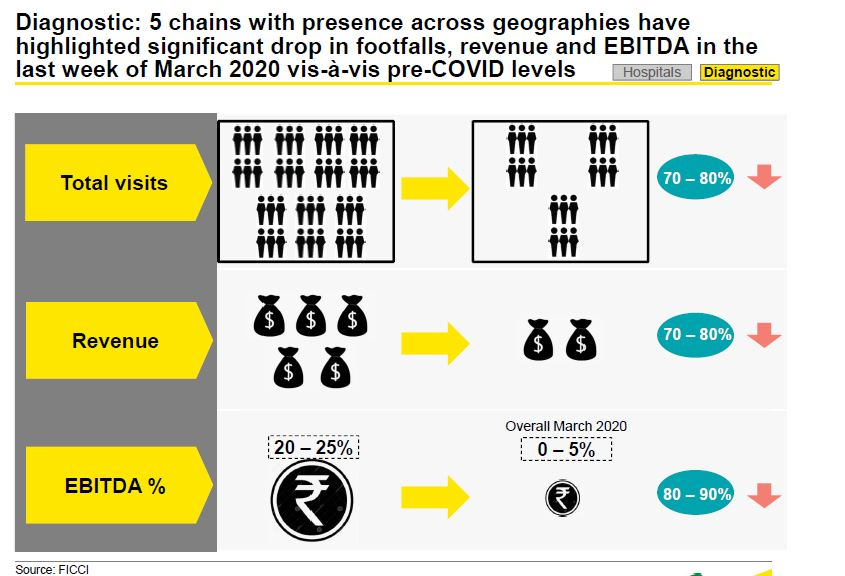 Diagnostic: 5 chains with presence across geographies have
highlighted significant drop in footfalls, revenue and EBITDA in the
last week of March 2020 vis-à-vis pre-COVID levels
Hospitals
Diagnostic
Total visits
70 – 80%
Revenue
$ $ $
$ $
$ $
70 – 80%
EBITDA %
20 – 25%
₹
Overall March 2020
0 – 5%
₹
80 – 90%
Source: FICCI